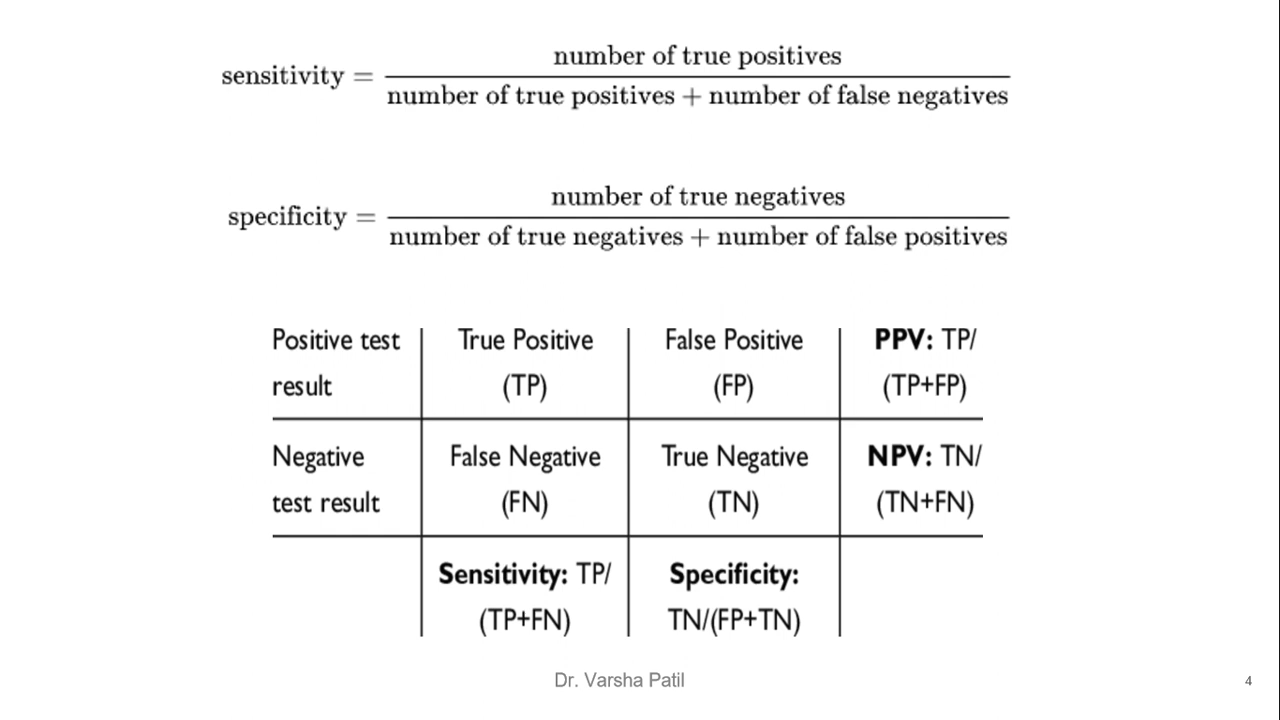 sensitivity = number of true positives / number of true positives + number of false negatives
specificity = number of true negatives / number of true negatives + number of false positives
Positive test True Positive False Positive PPV: TP/
result (TP) (FP) (TP+FP)
Negative False Negative True Negative NPV: TN/
test result (FN) (TN) (TN+FN)
Sensitivity: TP/ Specificity:
(TP+FN) TN/(FP+TN)
Dr. Varsha Patil 4